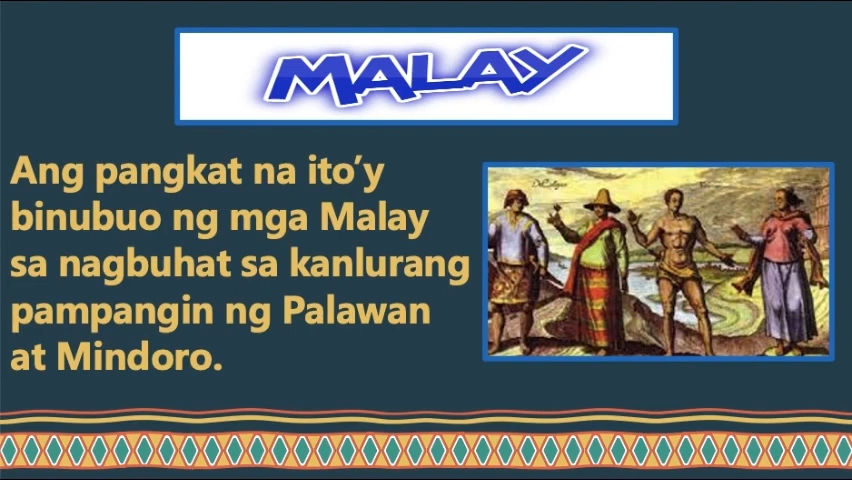 MALAY
Ang pangkat na ito’y
binubuo ng mga Malay
sa nagbuhat sa kanlurang
pampangin ng Palawan
at Mindoro.